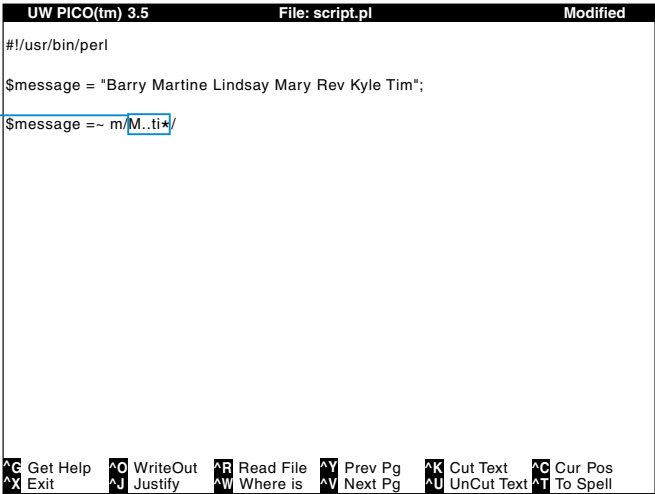 UW PICO(tm) 3.5 File: script.pl Modified
#!/usr/bin/perl
$message = "Barry Martine Lindsay Mary Rev Kyle Tim";
$message =~ m/M..ti*/
^G Get Help ^O WriteOut ^R Read File ^Y Prev Pg ^K Cut Text ^C Cur Pos
^X Exit ^J Justify ^W Where is ^V Next Pg ^U UnCut Text ^T To Spell